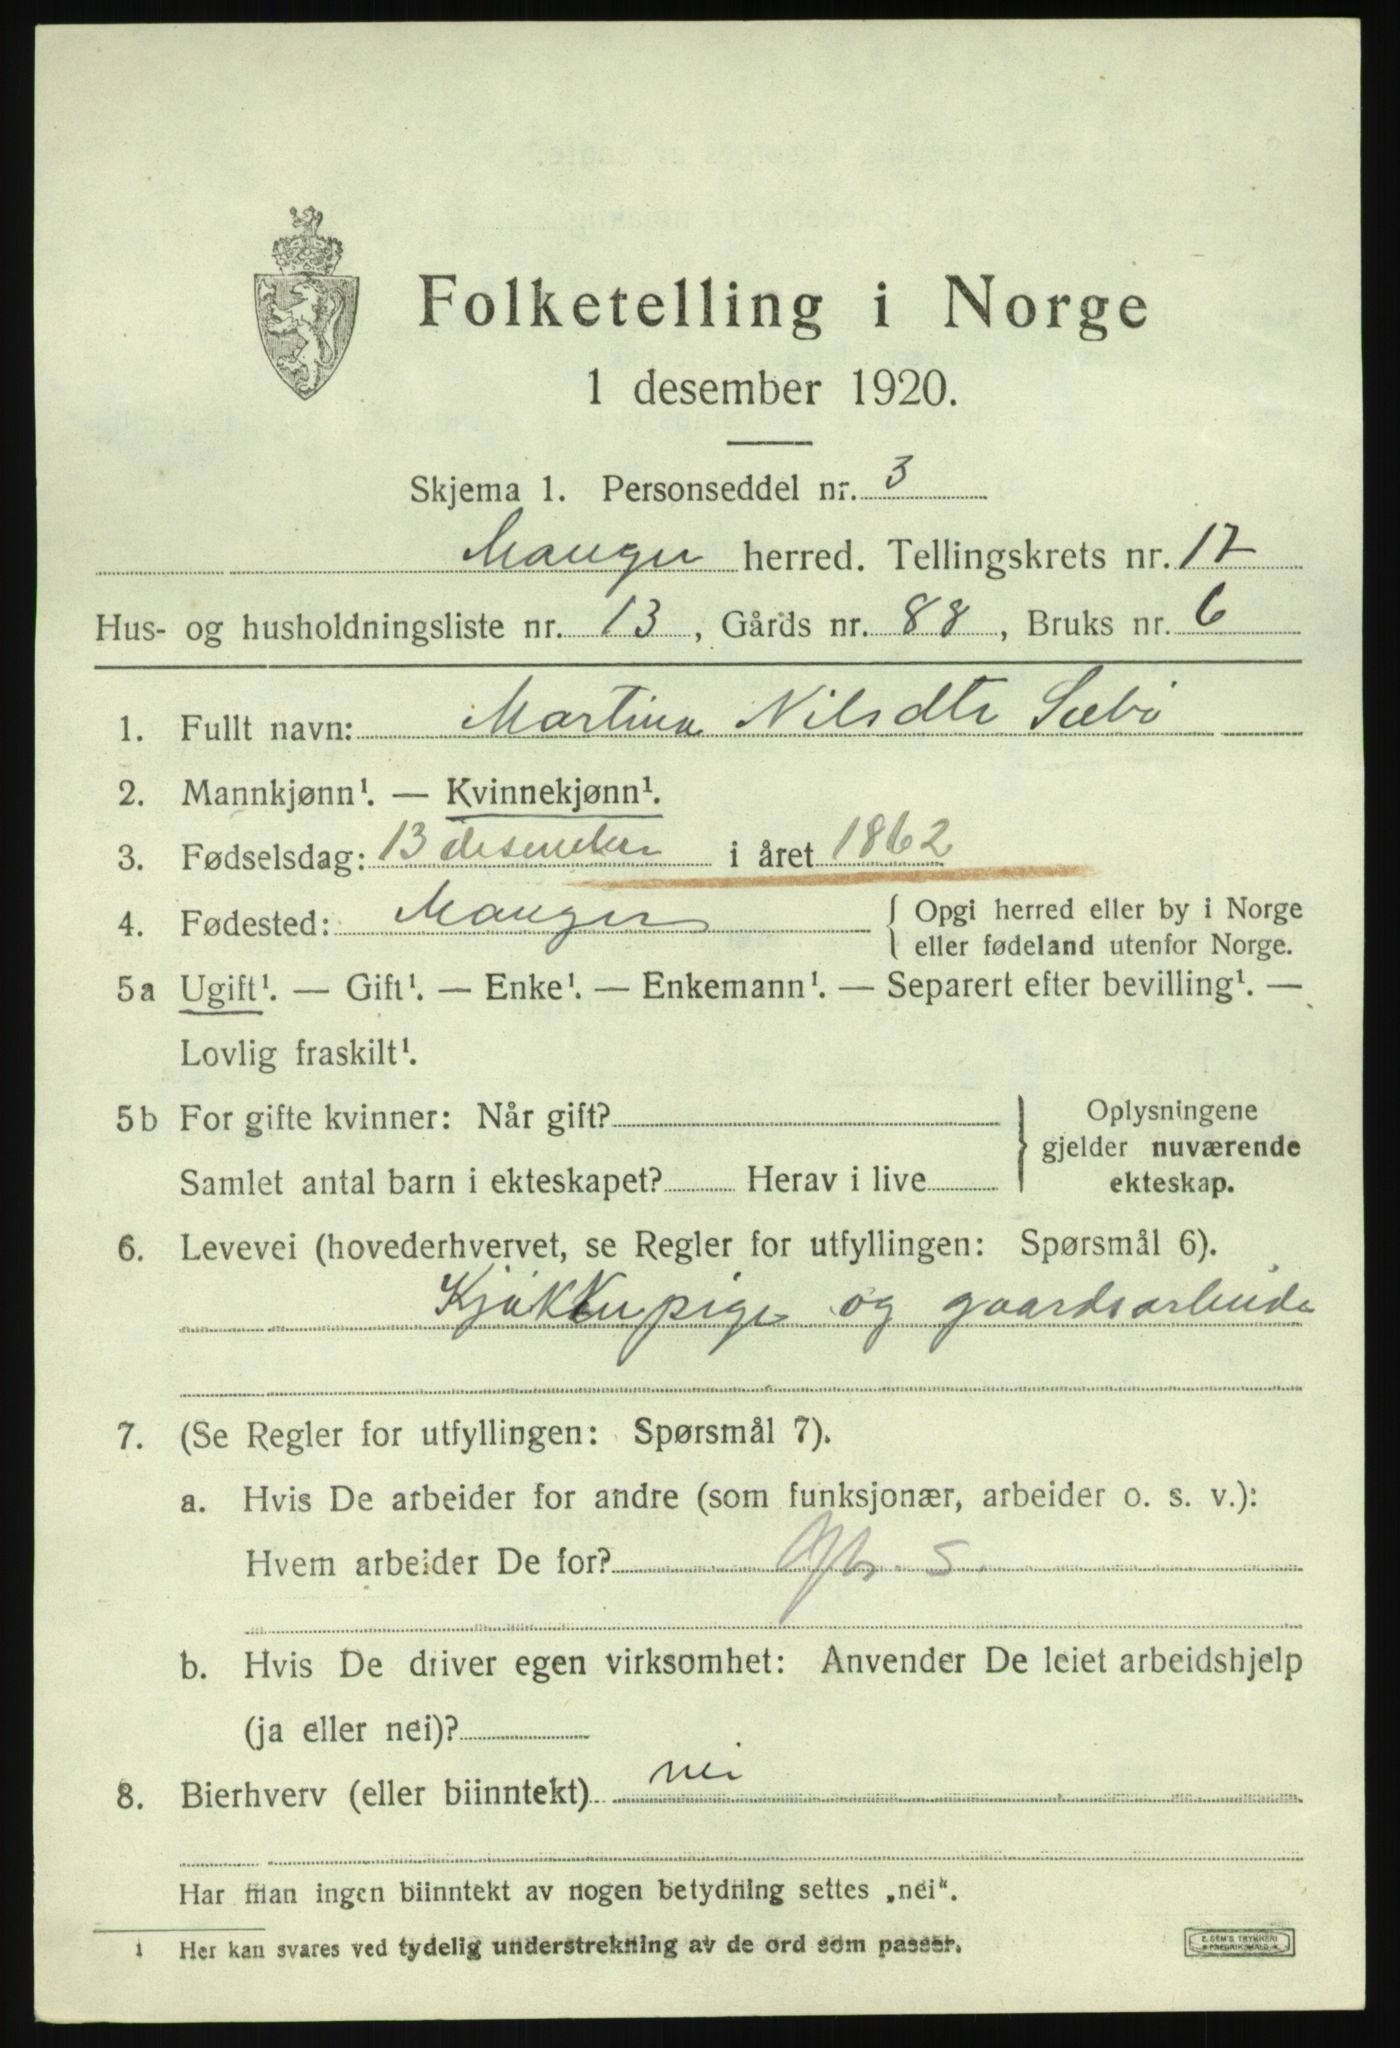 Folketelling i Norge
1 desember 1920.
Skjema 1. Personseddel nr. 3
Manger herred. Tellingskrets nr. 12
Hus- og husholdningsliste nr. 13, Gårds nr. 88, Bruks nr. 6
1. Fullt navn: Martina Nilsdtr Sæbö
2. Mannkjønn¹. — Kvinnekjønn¹.
3. Fødselsdag: 13 desember i året 1862
4. Fødested: Manger { Opgi herred eller by i Norge
eller fødeland utenfor Norge.
5a Ugift¹. — Gift¹. — Enke¹. — Enkemann¹. — Separert efter bevilling¹. —
Lovlig fraskilt¹.
5b For gifte kvinner: Når gift? } Oplysningene
gjelder nuværende
Samlet antal barn i ekteskapet? Herav i live ekteskap.
6. Levevei (hovederhvervet, se Regler for utfyllingen: Spørsmål 6).
Kjøkkenpige og gaardsarbeide
7. (Se Regler for utfyllingen: Spørsmål 7).
a. Hvis De arbeider for andre (som funksjonær, arbeider o. s. v.):
Hvem arbeider De for?
b. Hvis De driver egen virksomhet: Anvender De leiet arbeidshjelp
(ja eller nei)?
8. Bierhverv (eller biinntekt) nei
Har man ingen biinntekt av nogen betydning settes „nei".
1 Her kan svares ved tydelig understrekning av de ord som passer.
E. SEM'S TRYKKERI
FREDRIKSHALD